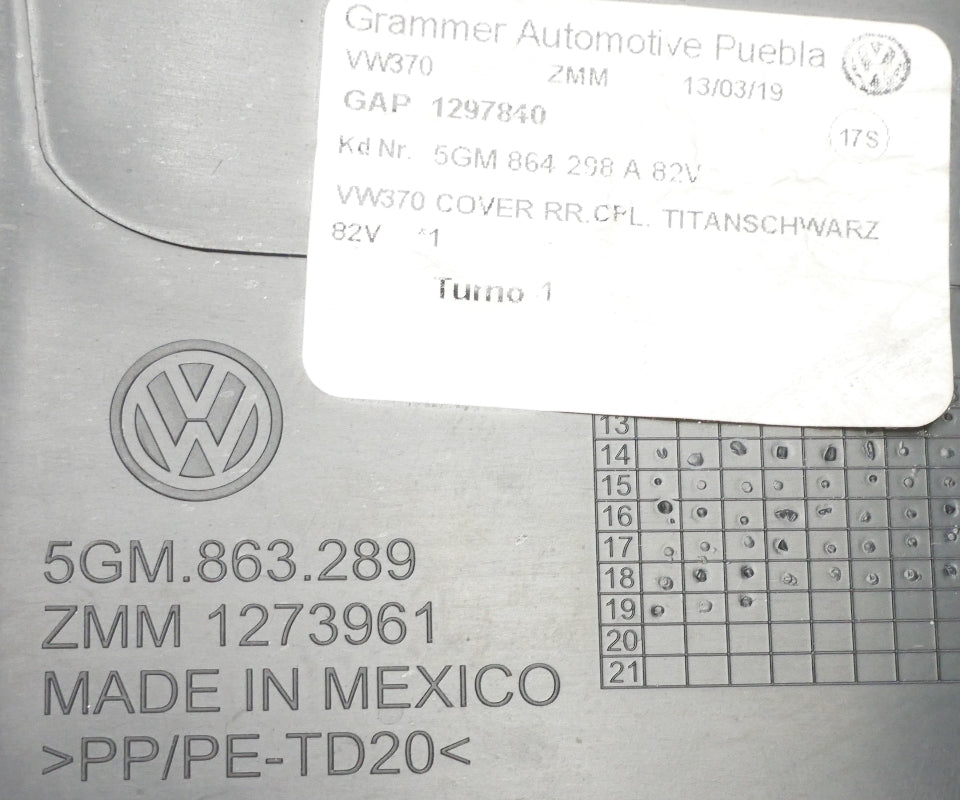 Grammer Automotive Puebla
VW370 ZMM 13/03/19
GAP 1297840
17S
Kd Nr. 5GM 864 298 A 82V
VW370 COVER RR.CPL. TITANSCHWARZ
82V *1
Turno 1
13
14
15
16
17
18
19
20
21
5GM.863.289
ZMM 1273961
MADE IN MEXICO
>PP/PE-TD20<